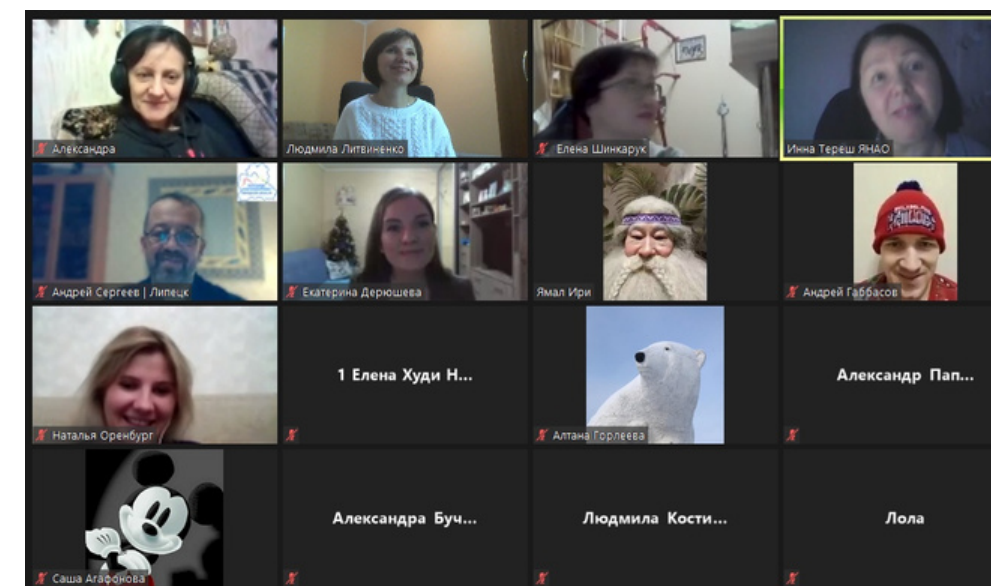 Александра
Людмила Литвиненко
Елена Шинкарук
Инна Тереш ЯНАО
Андрей Сергеев | Липецк
Екатерина Дерюшева
Ямал Ири
Андрей Габбасов
Наталья Оренбург
1 Елена Худи Н...
Алтана Горлеева
Александр Пап...
Саша Агафонова
Александра Буч...
Людмила Кости...
Лола